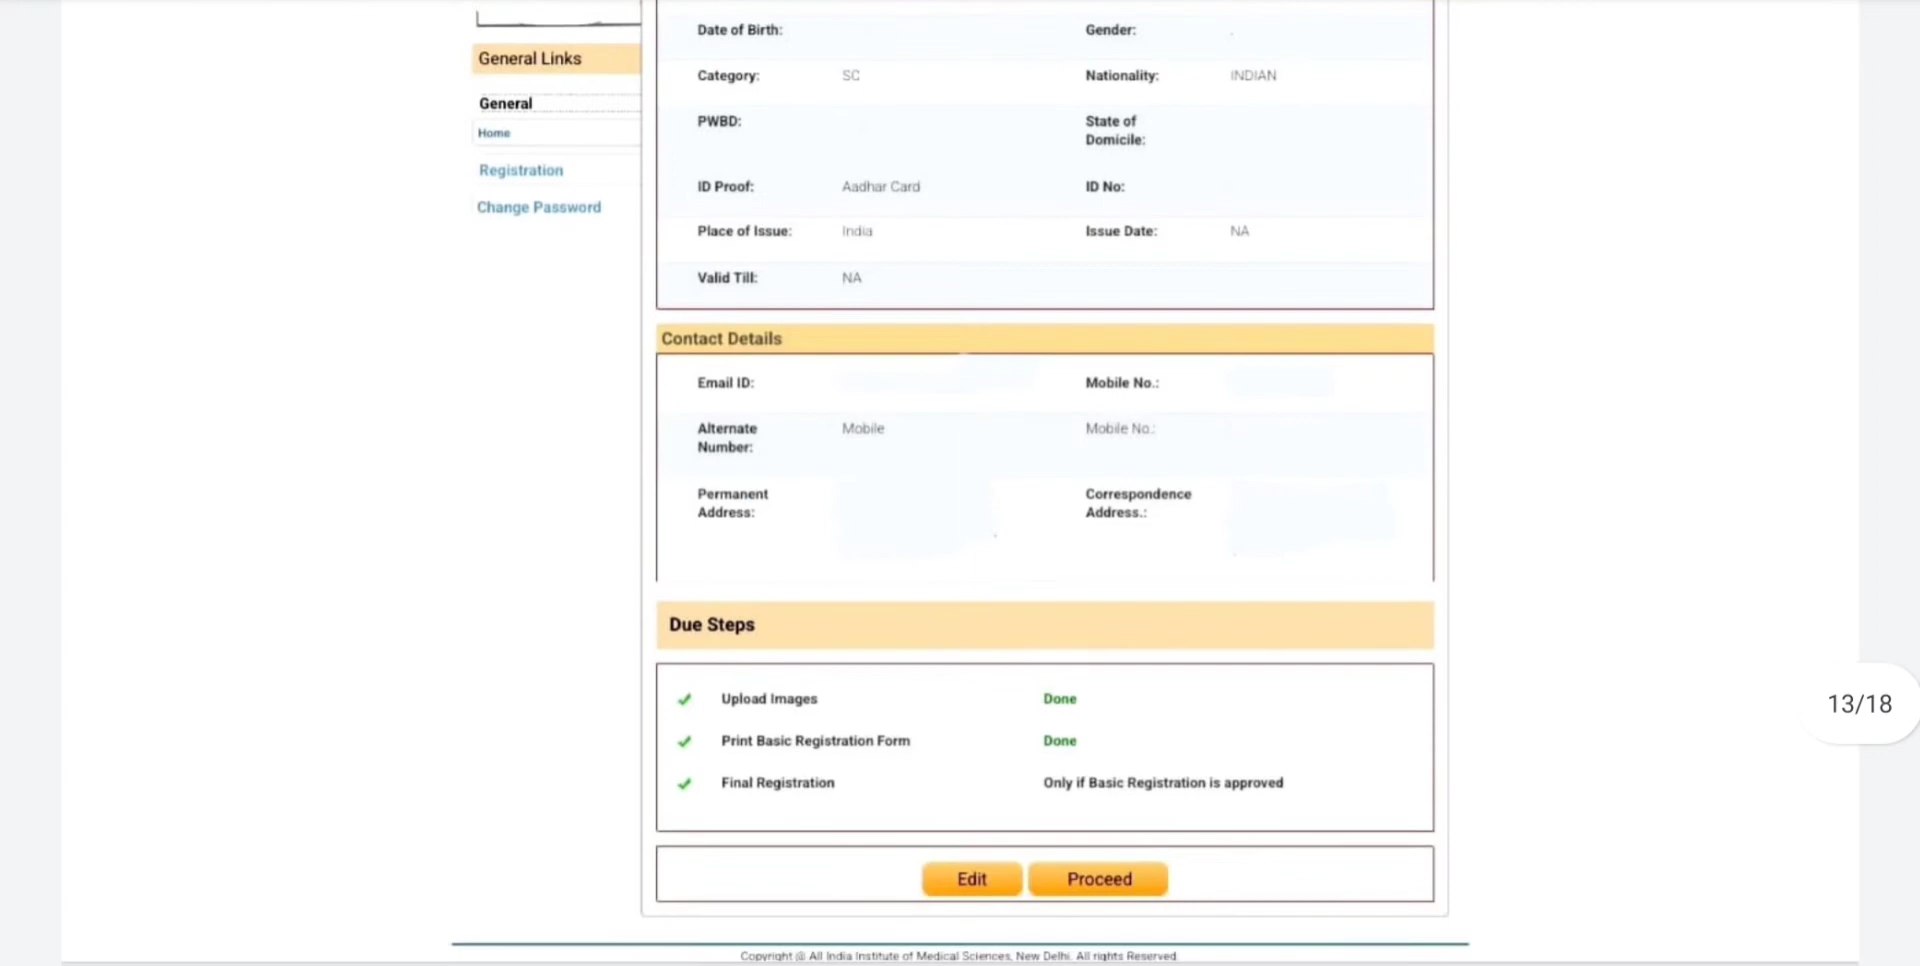 General Links
General
Home
Registration
Change Password
Date of Birth:
Gender:
Category: SC
Nationality: INDIAN
PWBD:
State of
Domicile:
ID Proof: Aadhar Card
ID No:
Place of Issue: India
Issue Date: NA
Valid Till: NA
Contact Details
Email ID:
Mobile No.:
Alternate
Number:
Mobile
Mobile No.:
Permanent
Address:
Correspondence
Address.:
Due Steps
Upload Images Done
Print Basic Registration Form Done
Final Registration Only if Basic Registration is approved
Edit Proceed
13/18
Copyright @ All India Institute of Medical Sciences, New Delhi. All rights Reserved.